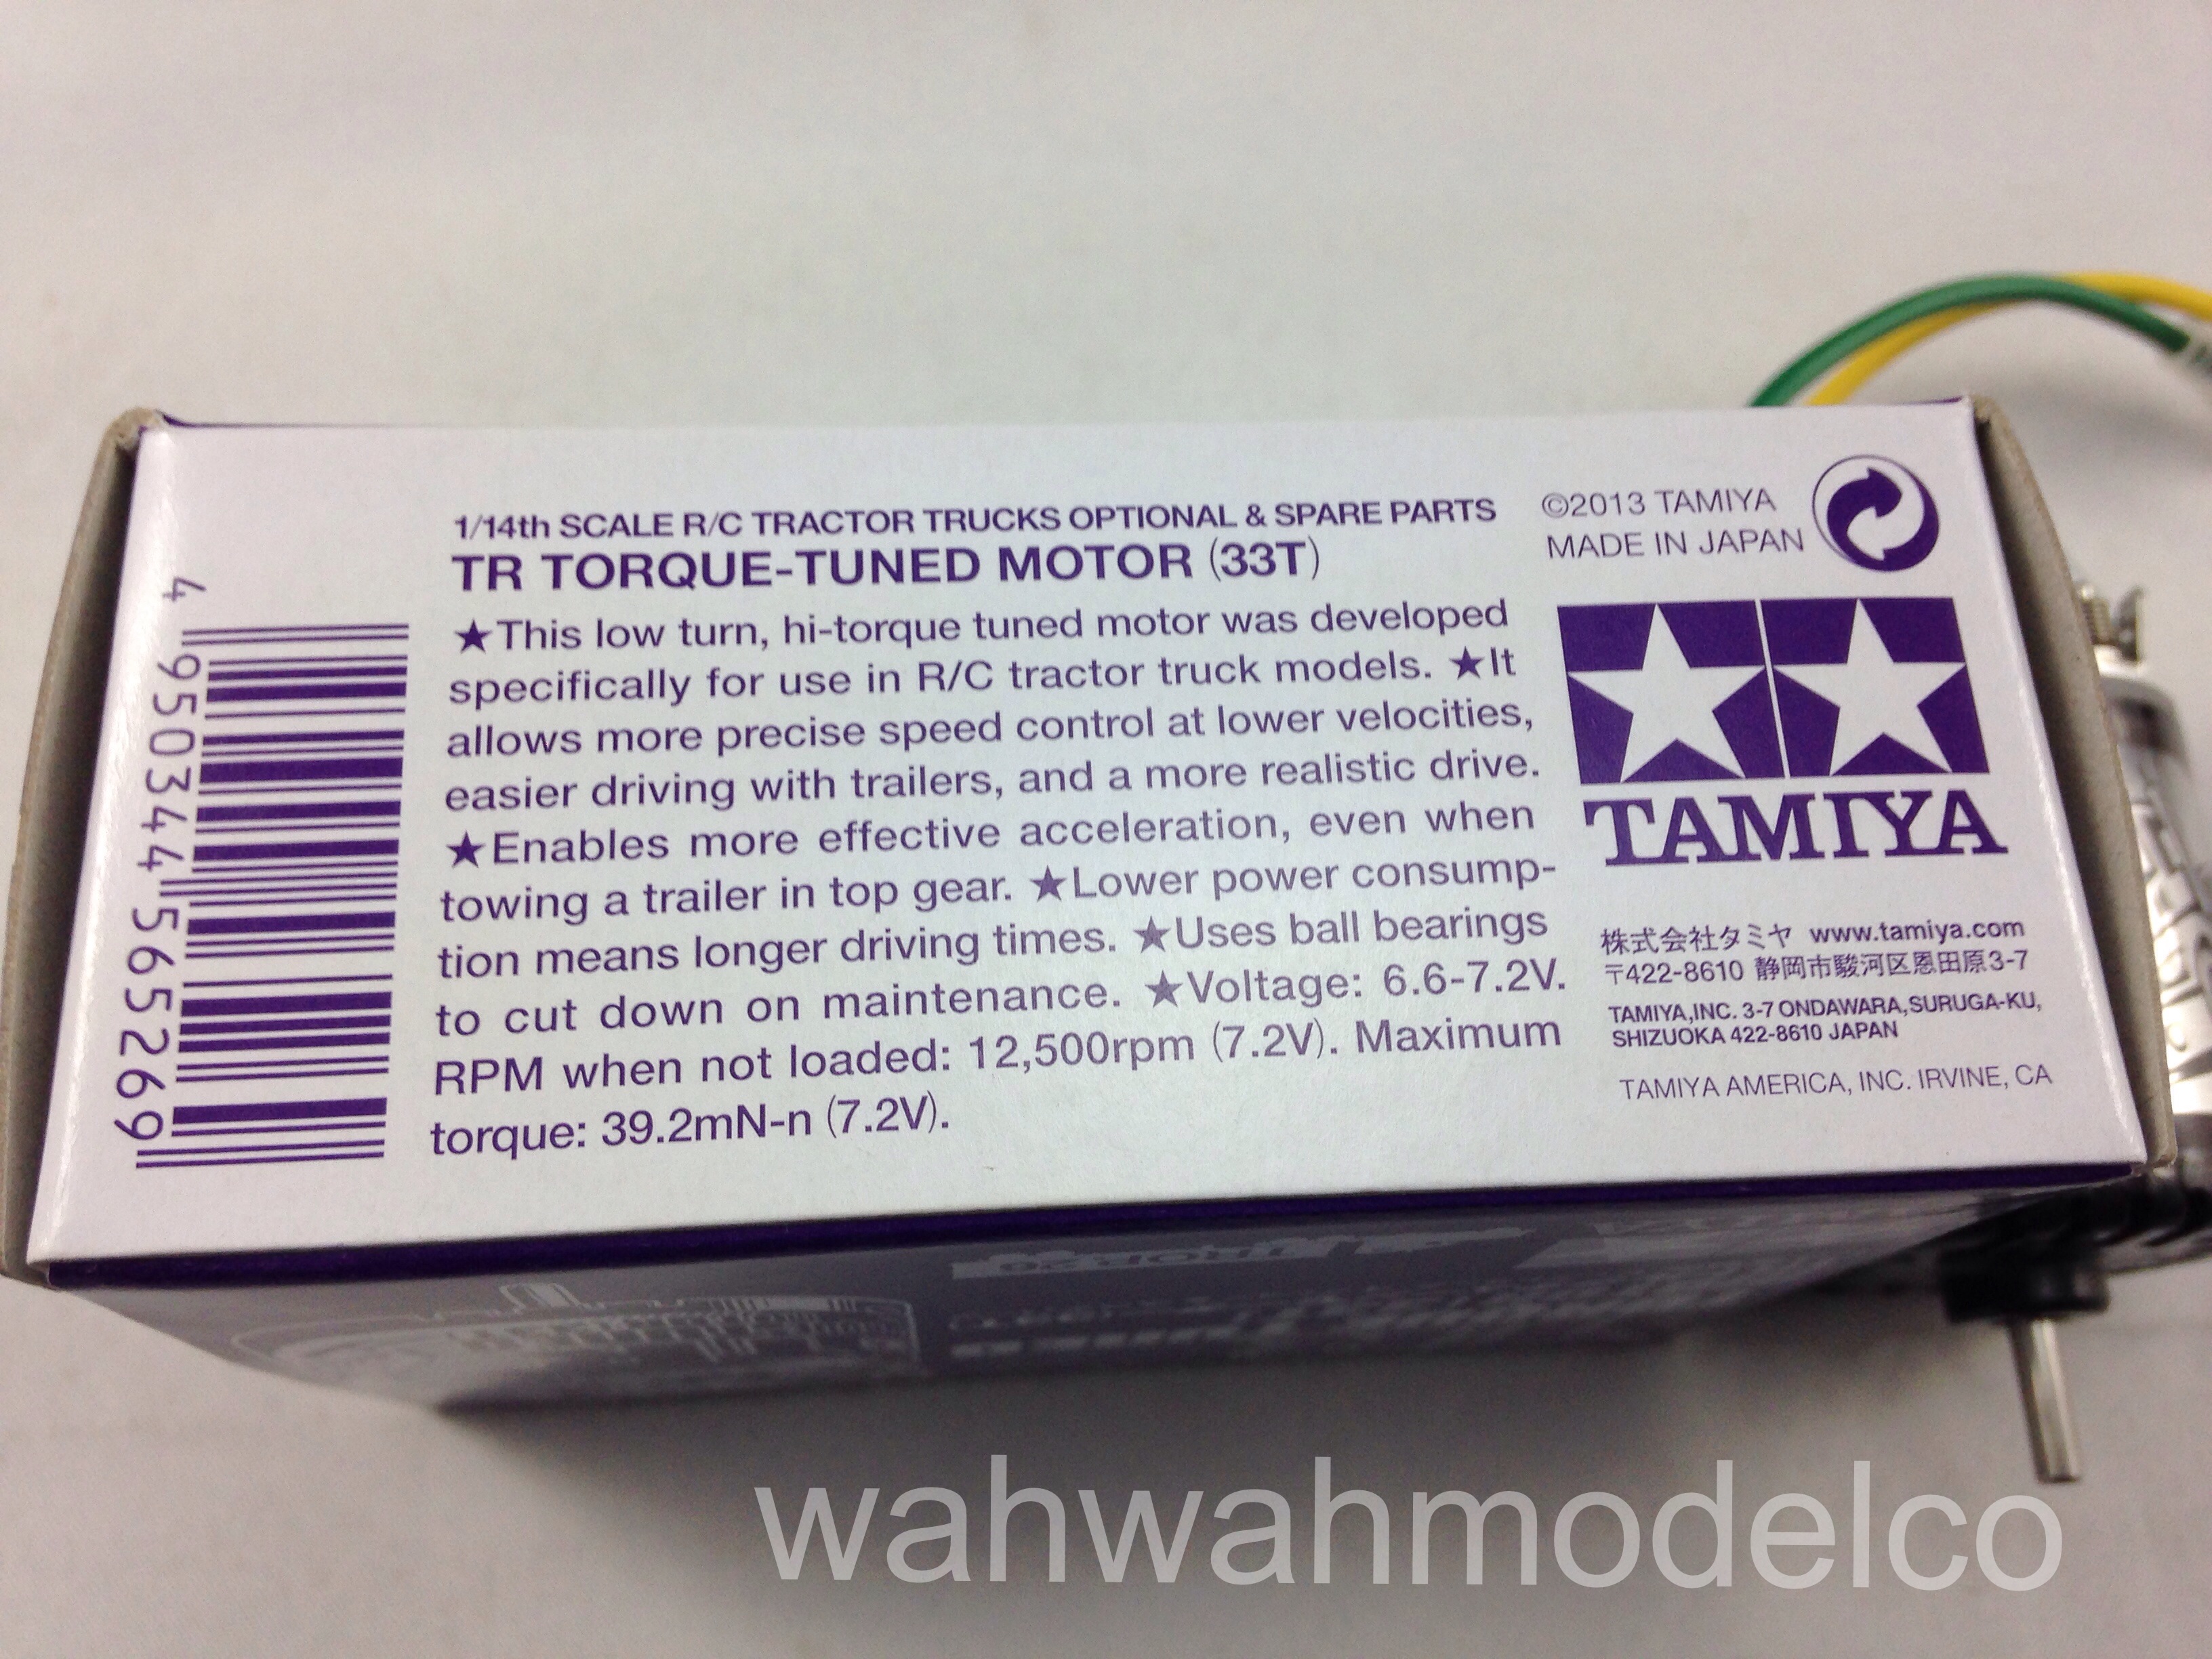 1/14th SCALE R/C TRACTOR TRUCKS OPTIONAL & SPARE PARTS
TR TORQUE-TUNED MOTOR (33T)
★This low turn, hi-torque tuned motor was developed
specifically for use in R/C tractor truck models. ★It
allows more precise speed control at lower velocities,
easier driving with trailers, and a more realistic drive.
★Enables more effective acceleration, even when
towing a trailer in top gear. ★Lower power consump-
tion means longer driving times. ★Uses ball bearings
to cut down on maintenance. ★Voltage: 6.6-7.2V.
RPM when not loaded: 12,500rpm (7.2V). Maximum
torque: 39.2mN-n (7.2V).
4 950344 565269
©2013 TAMIYA
MADE IN JAPAN
TAMIYA
株式会社タミヤ www.tamiya.com
〒422-8610 静岡市駿河区恩田原3-7
TAMIYA,INC. 3-7 ONDAWARA,SURUGA-KU,
SHIZUOKA 422-8610 JAPAN
TAMIYA AMERICA, INC. IRVINE, CA
wahwahmodelco